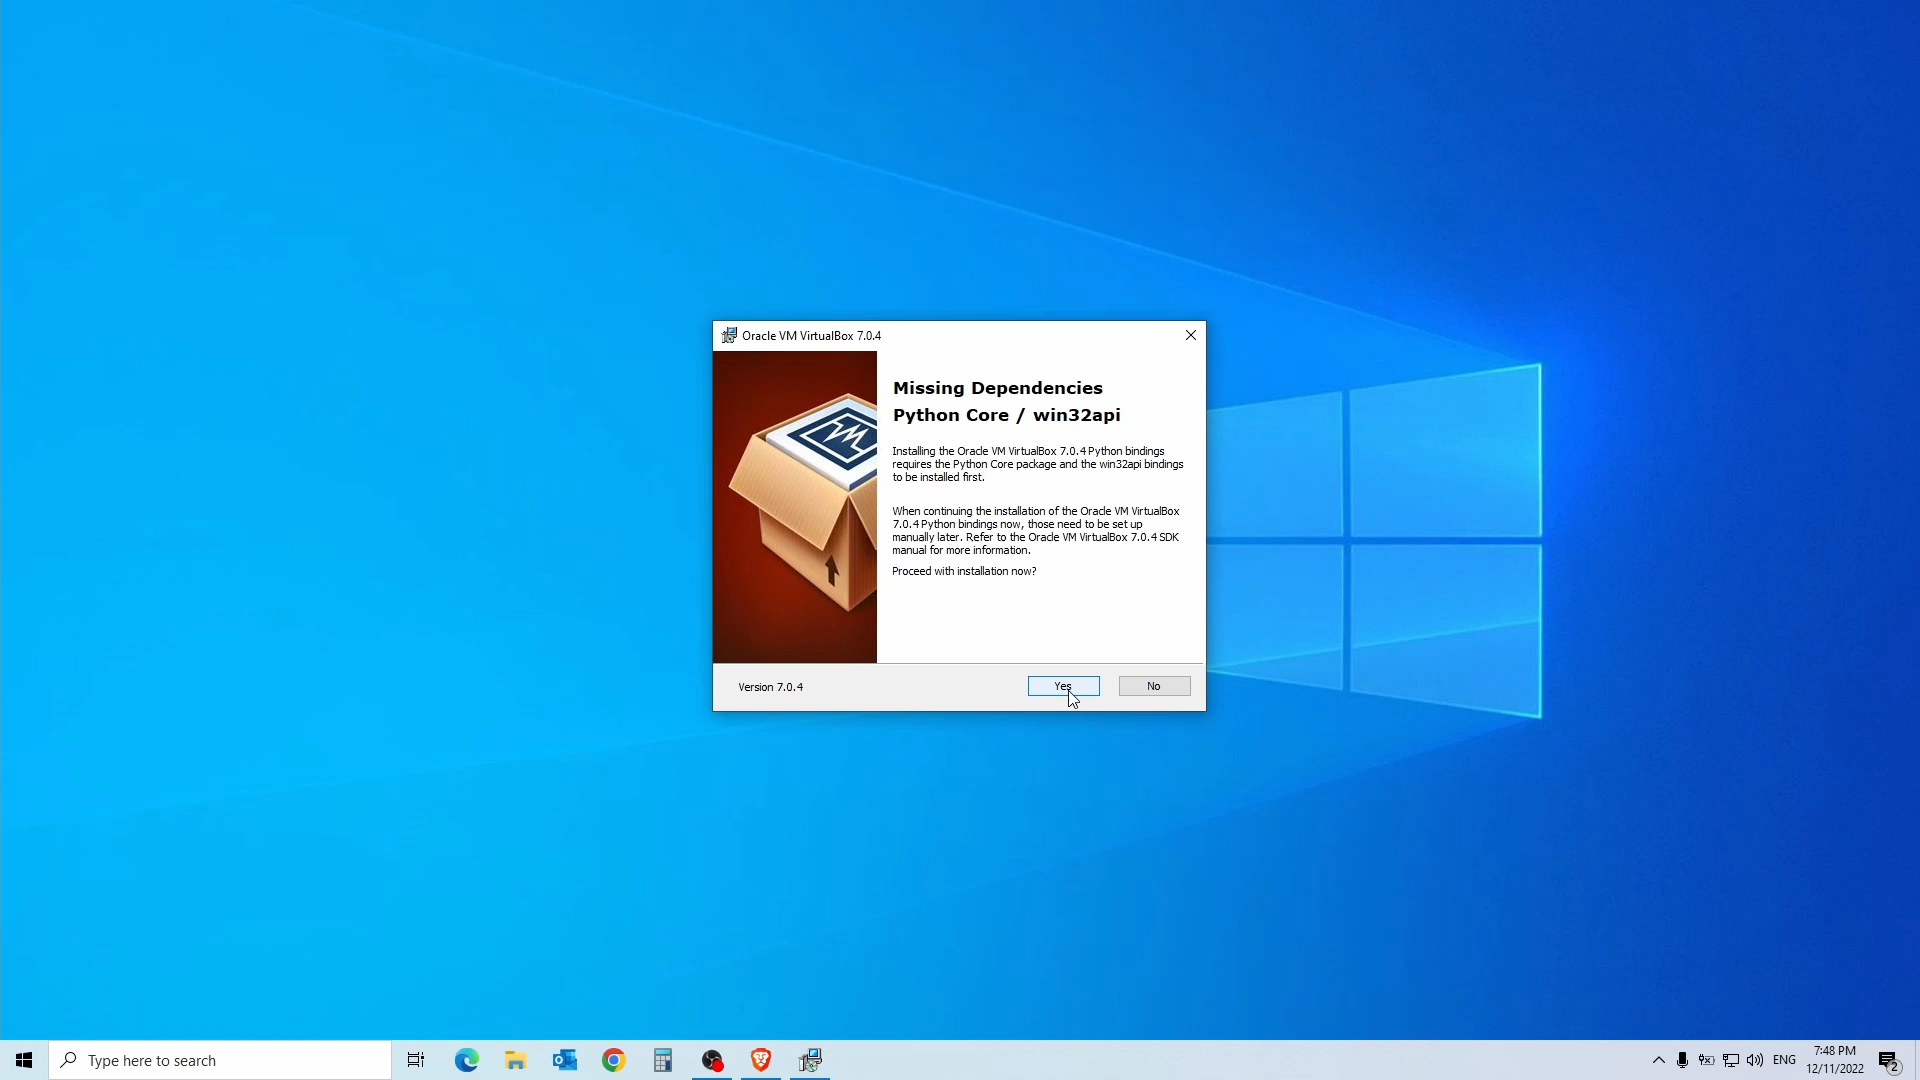 Oracle VM VirtualBox 7.0.4
Missing Dependencies
Python Core / win32api
Installing the Oracle VM VirtualBox 7.0.4 Python bindings
requires the Python Core package and the win32api bindings
to be installed first.
When continuing the installation of the Oracle VM VirtualBox
7.0.4 Python bindings now, those need to be set up
manually later. Refer to the Oracle VM VirtualBox 7.0.4 SDK
manual for more information.
Proceed with installation now?
Version 7.0.4
Yes
No
Type here to search
ENG
7:48 PM
12/11/2022
2